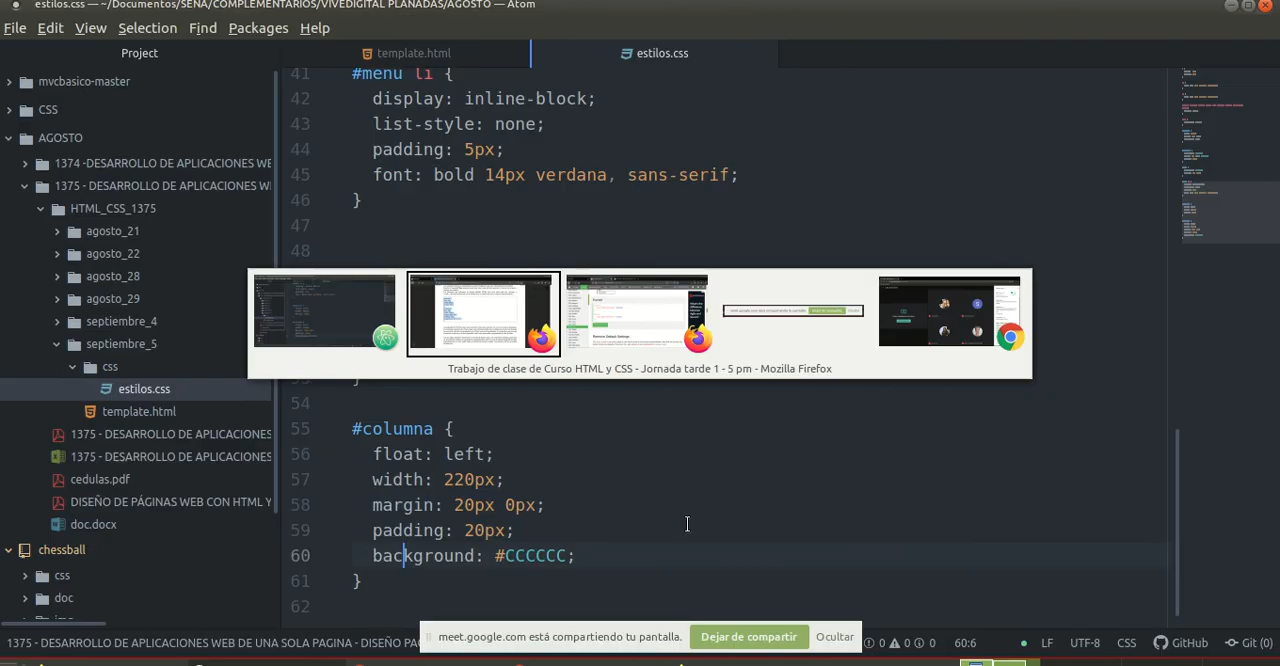 estilos.css — ~/Documentos/SENA/COMPLEMENTARIOS/VIVEDIGITAL PLANADAS/AGOSTO — Atom
File Edit View Selection Find Packages Help
Project
template.html
estilos.css
mvcbasico-master
CSS
AGOSTO
1374 -DESARROLLO DE APLICACIONES WE
1375 - DESARROLLO DE APLICACIONES WI
HTML_CSS_1375
agosto_21
agosto_22
agosto_28
agosto_29
septiembre_4
septiembre_5
css
estilos.css
template.html
1375 - DESARROLLO DE APLICACIONES
1375 - DESARROLLO DE APLICACIONES
cedulas.pdf
DISEÑO DE PÁGINAS WEB CON HTML Y
doc.docx
chessball
css
doc
41 #menu li {
42 display: inline-block;
43 list-style: none;
44 padding: 5px;
45 font: bold 14px verdana, sans-serif;
46 }
47
48
Trabajo de clase de Curso HTML y CSS - Jornada tarde 1 - 5 pm - Mozilla Firefox
54
55 #columna {
56 float: left;
57 width: 220px;
58 margin: 20px 0px;
59 padding: 20px;
60 background: #CCCCCC;
61 }
62
meet.google.com está compartiendo tu pantalla. Dejar de compartir Ocultar
1375 - DESARROLLO DE APLICACIONES WEB DE UNA SOLA PAGINA - DISEÑO PÁ
0 0 0 60:6 LF UTF-8 CSS GitHub Git (0)